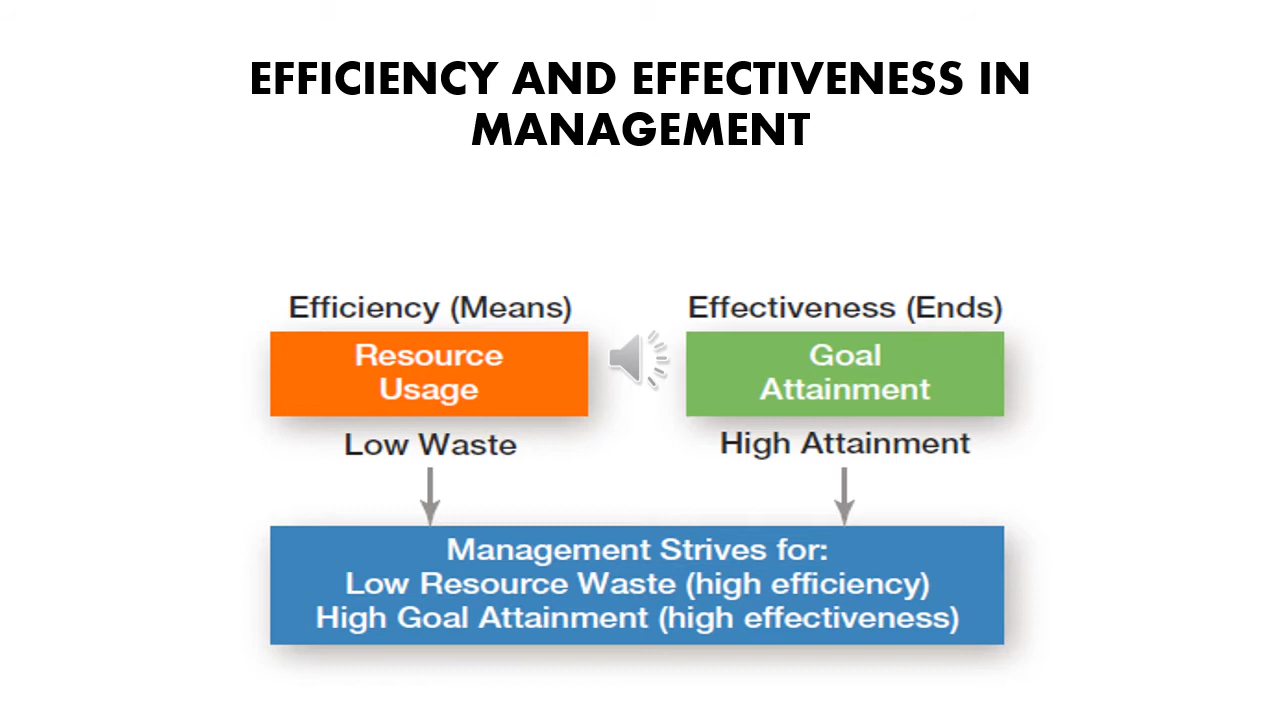 EFFICIENCY AND EFFECTIVENESS IN
MANAGEMENT
Efficiency (Means)
Resource
Usage
Low Waste
Effectiveness (Ends)
Goal
Attainment
High Attainment
Management Strives for:
Low Resource Waste (high efficiency)
High Goal Attainment (high effectiveness)